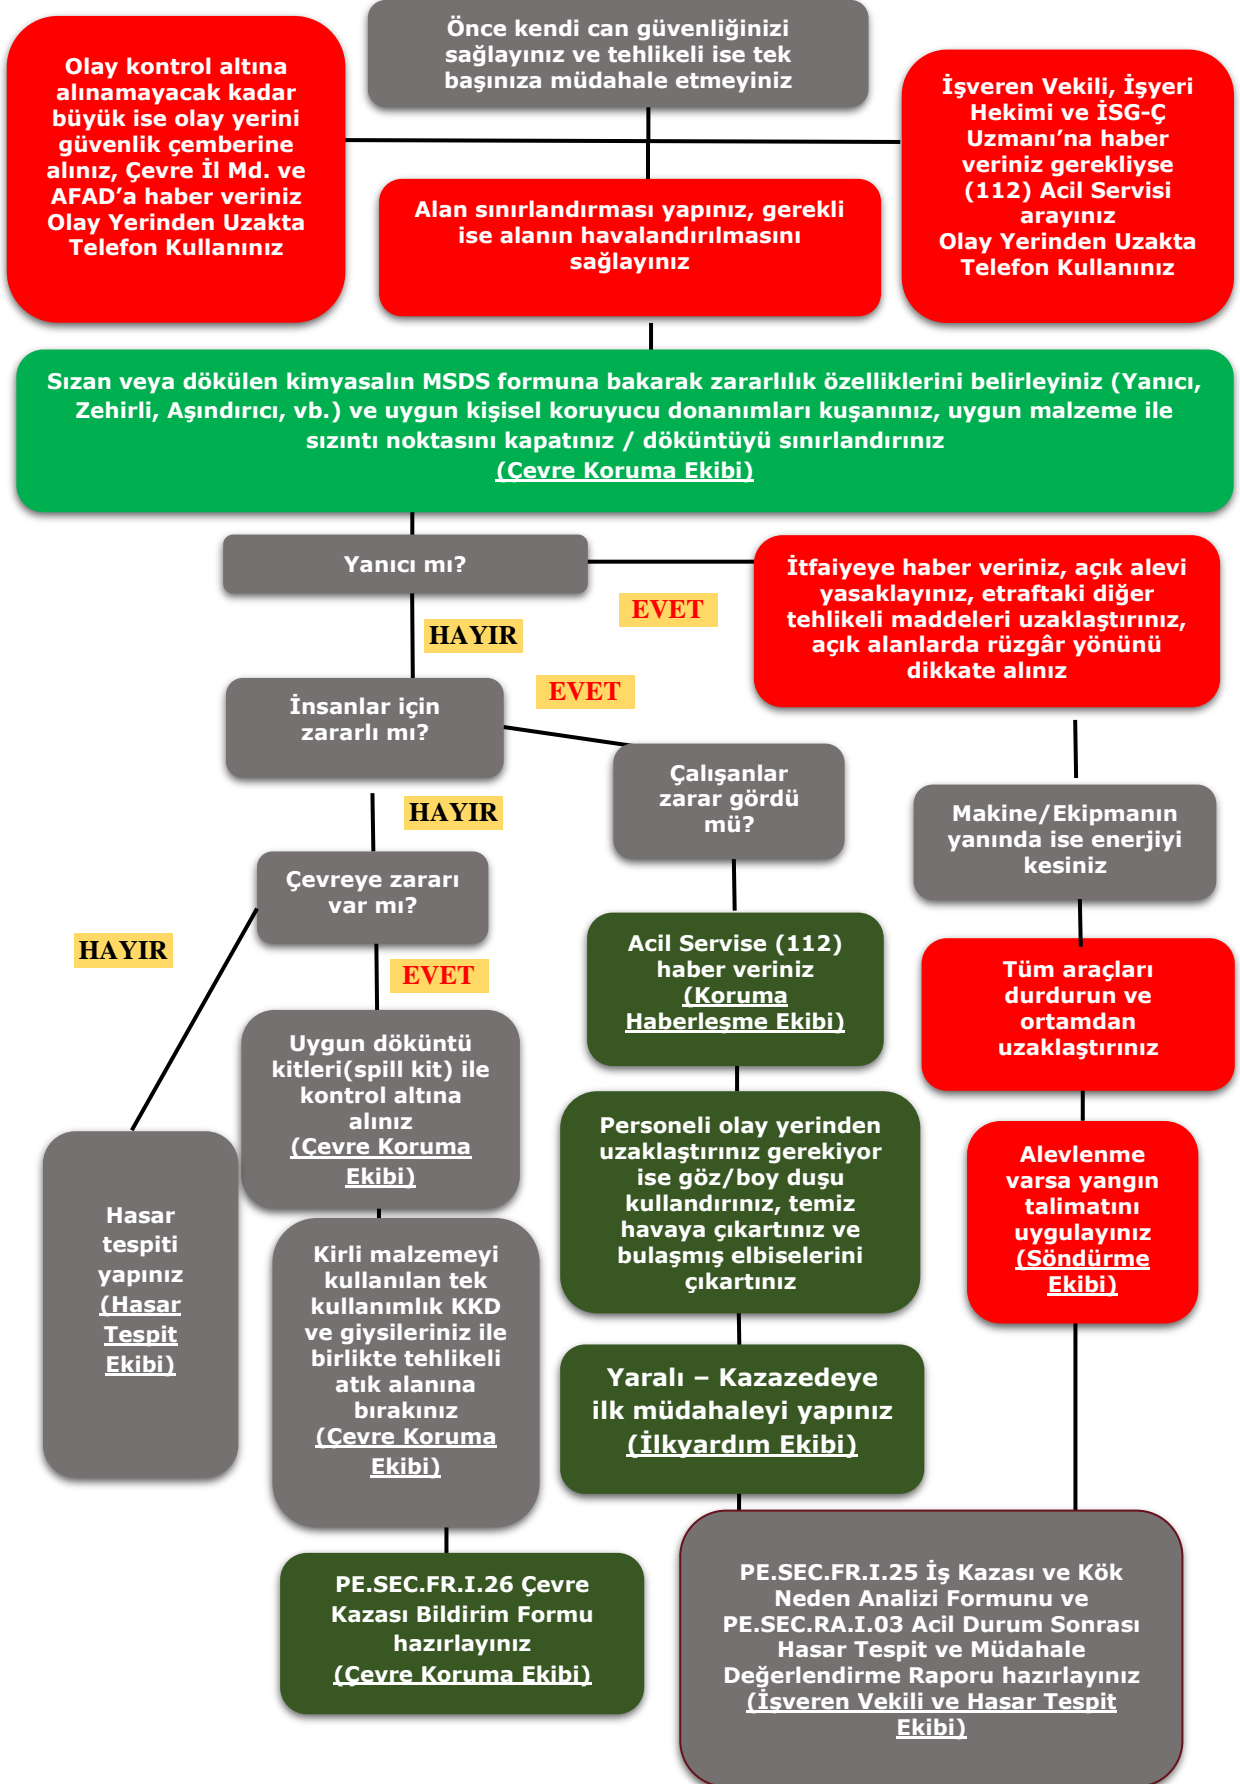 Önce kendi can güvenliğinizi
sağlayınız ve tehlikeli ise tek
başınıza müdahale etmeyiniz
Olay kontrol altına
alınamayacak kadar
büyük ise olay yerini
güvenlik çemberine
alınız, Çevre İl Md. ve
AFAD’a haber veriniz
Olay Yerinden Uzakta
Telefon Kullanınız
İşveren Vekili, İşyeri
Hekimi ve İSG-Ç
Uzmanı’na haber
veriniz gerekliyse
(112) Acil Servisi
arayınız
Olay Yerinden Uzakta
Telefon Kullanınız
Alan sınırlandırması yapınız, gerekli
ise alanın havalandırılmasını
sağlayınız
Sızan veya dökülen kimyasalın MSDS formuna bakarak zararlılık özelliklerini belirleyiniz (Yanıcı,
Zehirli, Aşındırıcı, vb.) ve uygun kişisel koruyucu donanımları kuşanınız, uygun malzeme ile
sızıntı noktasını kapatınız / döküntüyü sınırlandırınız
(Çevre Koruma Ekibi)
Yanıcı mı?
EVET
HAYIR
İtfaiyeye haber veriniz, açık alevi
yasaklayınız, etraftaki diğer
tehlikeli maddeleri uzaklaştırınız,
açık alanlarda rüzgâr yönünü
dikkate alınız
İnsanlar için
zararlı mı?
EVET
HAYIR
Çalışanlar
zarar gördü
mü?
Makine/Ekipmanın
yanında ise enerjiyi
kesiniz
Çevreye zararı
var mı?
HAYIR
EVET
Acil Servise (112)
haber veriniz
(Koruma
Haberleşme Ekibi)
Tüm araçları
durdurun ve
ortamdan
uzaklaştırınız
Uygun döküntü
kitleri(spill kit) ile
kontrol altına
alınız
(Çevre Koruma
Ekibi)
Personeli olay yerinden
uzaklaştırınız gerekiyor
ise göz/boy duşu
kullandırınız, temiz
havaya çıkartınız ve
bulaşmış elbiselerini
çıkartınız
Alevlenme
varsa yangın
talimatını
uygulayınız
(Söndürme
Ekibi)
Hasar
tespiti
yapınız
(Hasar
Tespit
Ekibi)
Kirli malzemeyi
kullanılan tek
kullanımlık KKD
ve giysileriniz ile
birlikte tehlikeli
atık alanına
bırakınız
(Çevre Koruma
Ekibi)
Yaralı – Kazazedeye
ilk müdahaleyi yapınız
(İlkyardım Ekibi)
PE.SEC.FR.I.26 Çevre
Kazası Bildirim Formu
hazırlayınız
(Çevre Koruma Ekibi)
PE.SEC.FR.I.25 İş Kazası ve Kök
Neden Analizi Formunu ve
PE.SEC.RA.I.03 Acil Durum Sonrası
Hasar Tespit ve Müdahale
Değerlendirme Raporu hazırlayınız
(İşveren Vekili ve Hasar Tespit
Ekibi)